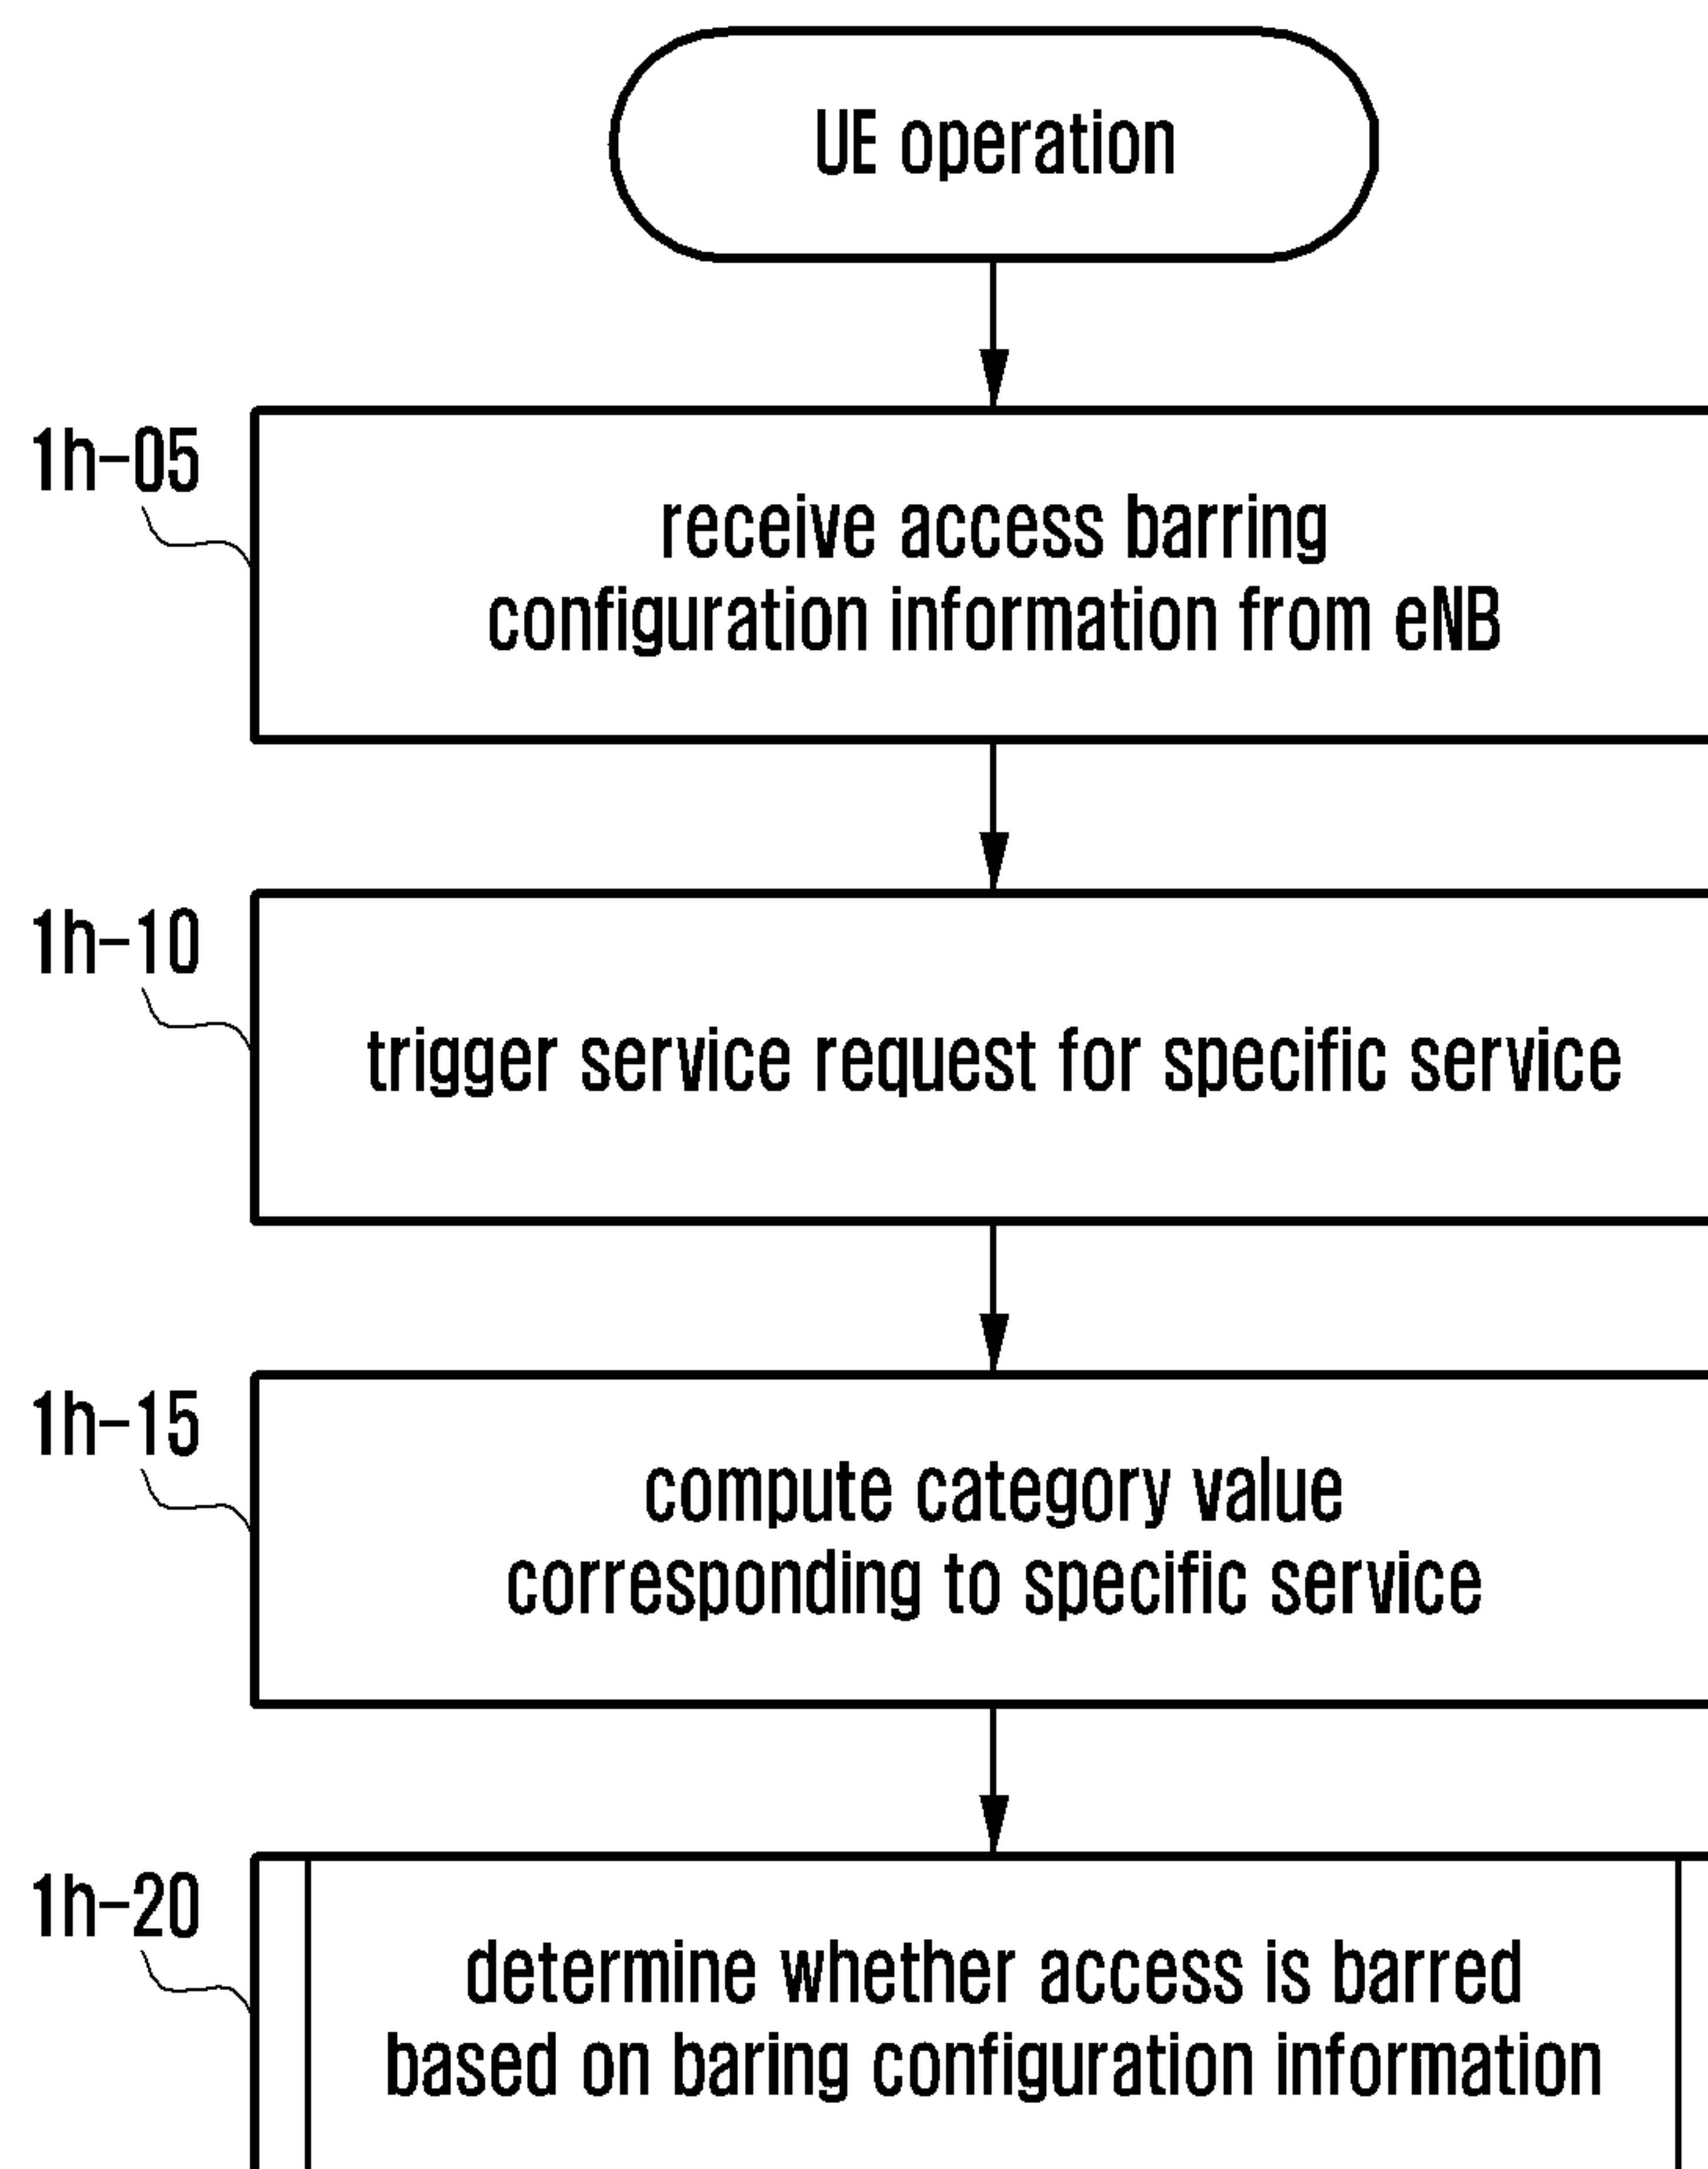 UE operation
1h-05
receive access barring
configuration information from eNB
1h-10
trigger service request for specific service
1h-15
compute category value
corresponding to specific service
1h-20
determine whether access is barred
based on baring configuration information